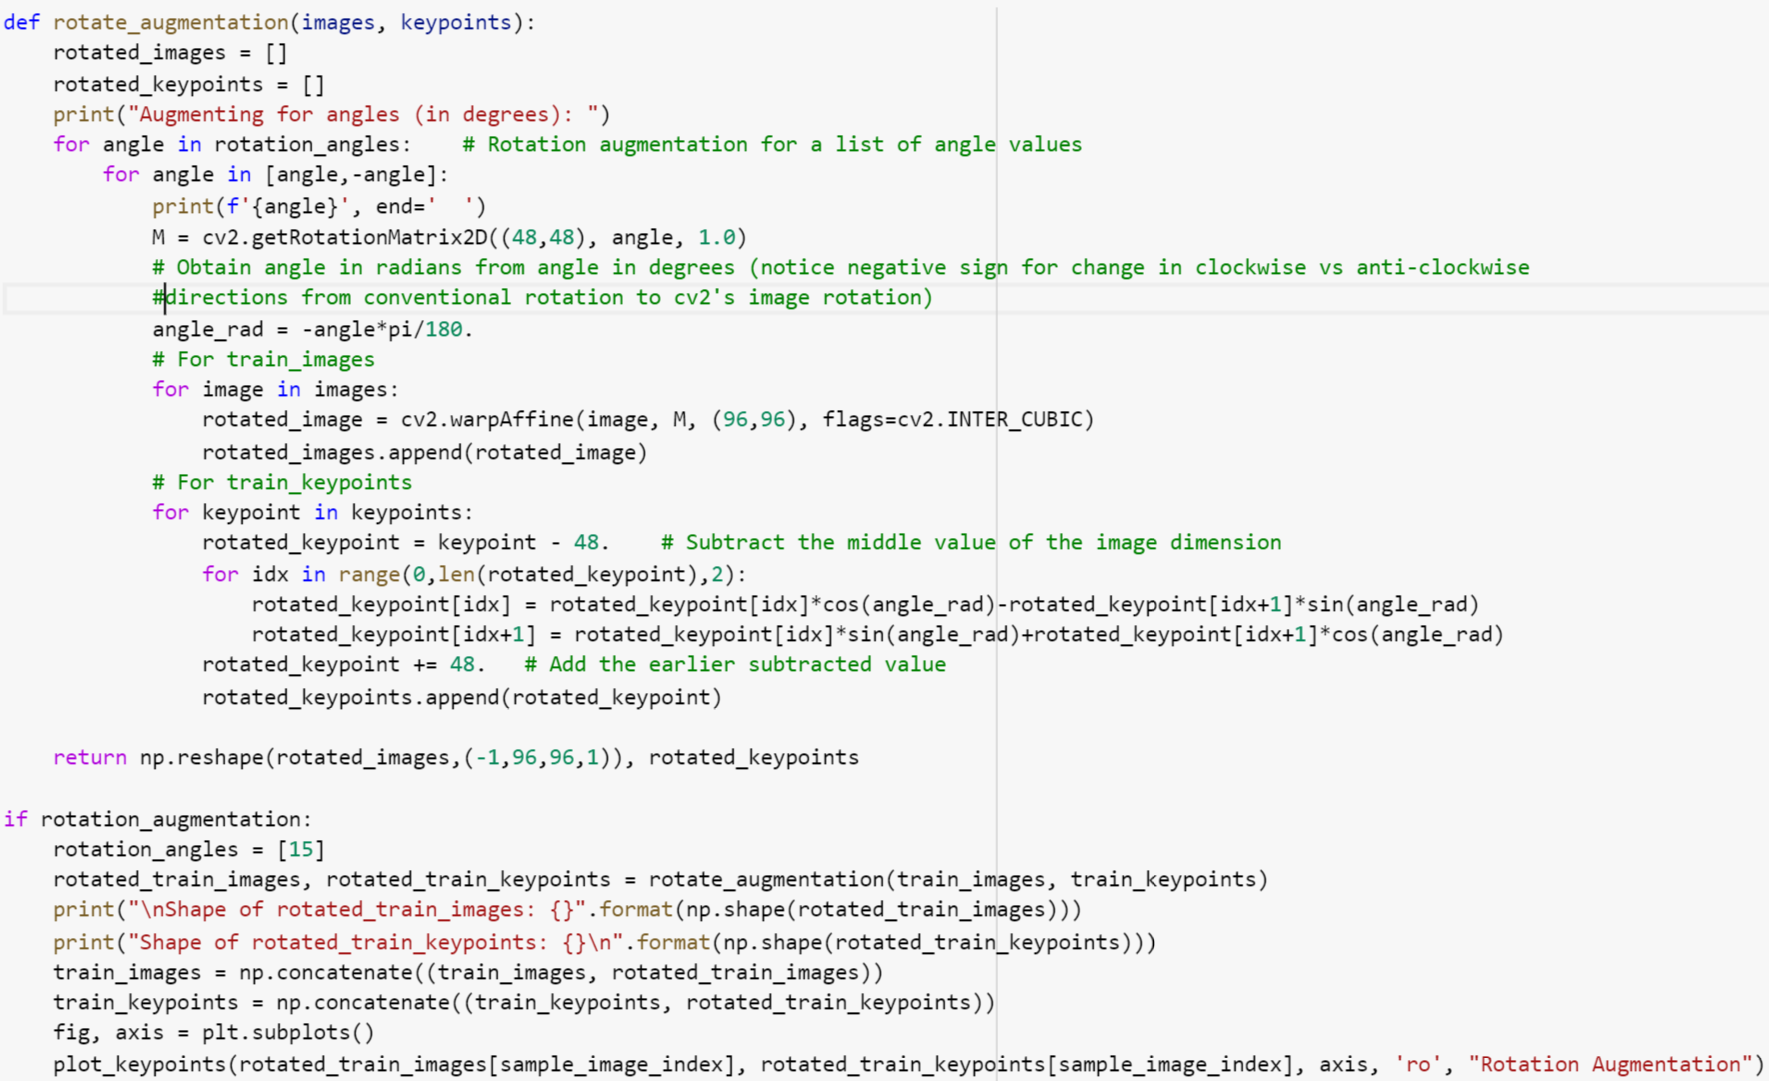 def rotate_augmentation(images, keypoints):
    rotated_images = []
    rotated_keypoints = []
    print("Augmenting for angles (in degrees): ")
    for angle in rotation_angles:    # Rotation augmentation for a list of angle values
        for angle in [angle,-angle]:
            print(f'{angle}', end='  ')
            M = cv2.getRotationMatrix2D((48,48), angle, 1.0)
            # Obtain angle in radians from angle in degrees (notice negative sign for change in clockwise vs anti-clockwise
            #directions from conventional rotation to cv2's image rotation)
            angle_rad = -angle*pi/180.
            # For train_images
            for image in images:
                rotated_image = cv2.warpAffine(image, M, (96,96), flags=cv2.INTER_CUBIC)
                rotated_images.append(rotated_image)
            # For train_keypoints
            for keypoint in keypoints:
                rotated_keypoint = keypoint - 48.    # Subtract the middle value of the image dimension
                for idx in range(0,len(rotated_keypoint),2):
                    rotated_keypoint[idx] = rotated_keypoint[idx]*cos(angle_rad)-rotated_keypoint[idx+1]*sin(angle_rad)
                    rotated_keypoint[idx+1] = rotated_keypoint[idx]*sin(angle_rad)+rotated_keypoint[idx+1]*cos(angle_rad)
                rotated_keypoint += 48.   # Add the earlier subtracted value
                rotated_keypoints.append(rotated_keypoint)

    return np.reshape(rotated_images,(-1,96,96,1)), rotated_keypoints

if rotation_augmentation:
    rotation_angles = [15]
    rotated_train_images, rotated_train_keypoints = rotate_augmentation(train_images, train_keypoints)
    print("\nShape of rotated_train_images: {}".format(np.shape(rotated_train_images)))
    print("Shape of rotated_train_keypoints: {}\n".format(np.shape(rotated_train_keypoints)))
    train_images = np.concatenate((train_images, rotated_train_images))
    train_keypoints = np.concatenate((train_keypoints, rotated_train_keypoints))
    fig, axis = plt.subplots()
    plot_keypoints(rotated_train_images[sample_image_index], rotated_train_keypoints[sample_image_index], axis, 'ro', "Rotation Augmentation")